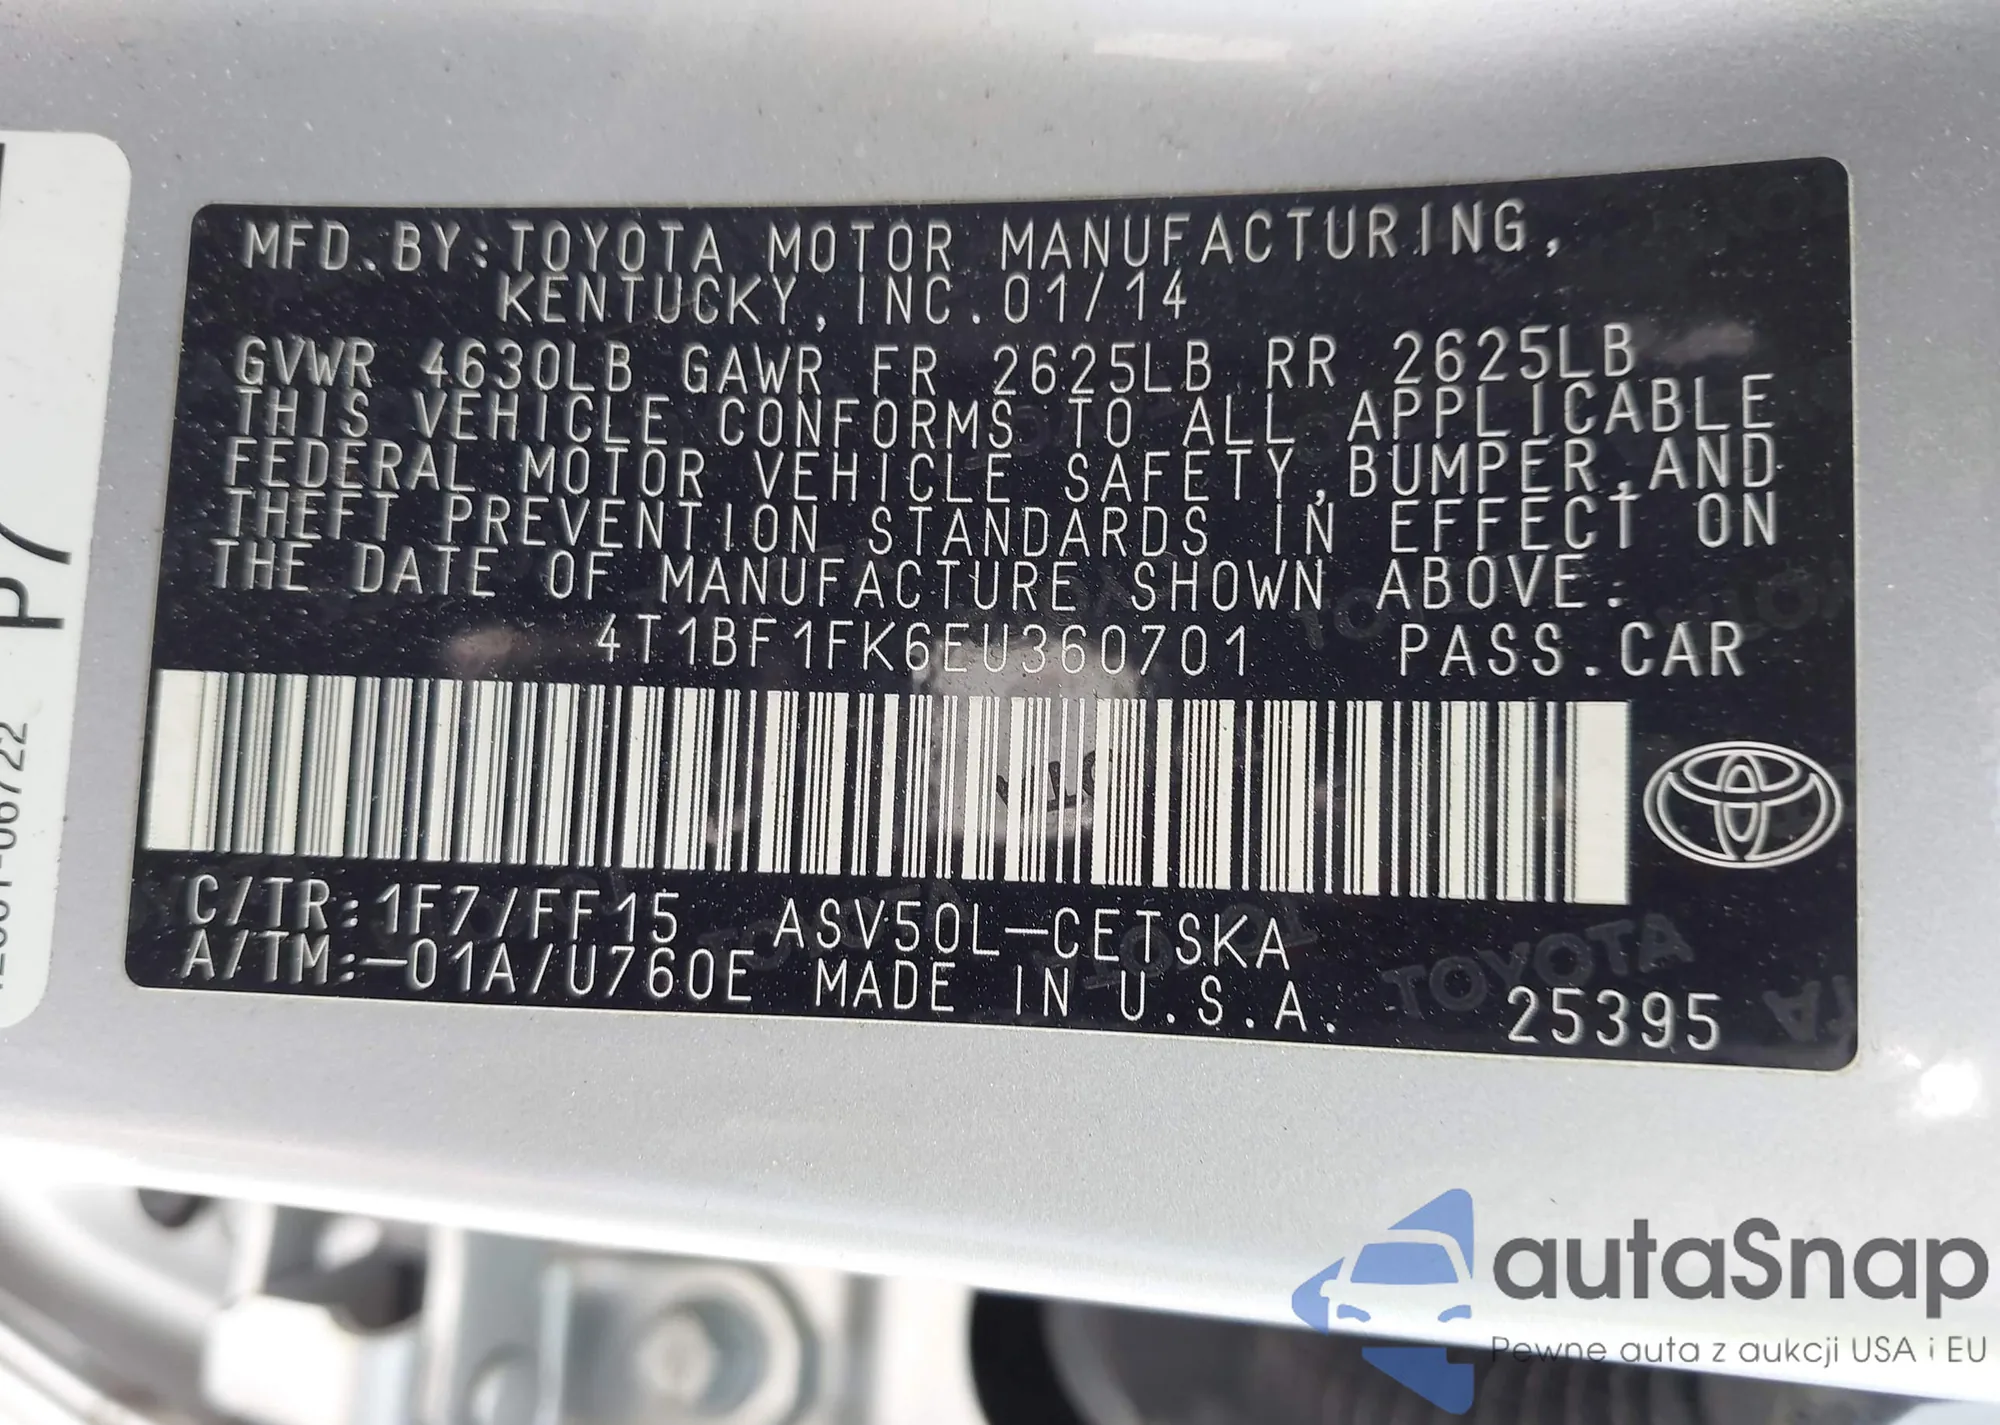 MFD.BY:TOYOTA MOTOR MANUFACTURING,
KENTUCKY,INC.01/14
GVWR 4630LB GAWR FR 2625LB RR 2625LB
THIS VEHICLE CONFORMS TO ALL APPLICABLE
FEDERAL MOTOR VEHICLE SAFETY,BUMPER,AND
THEFT PREVENTION STANDARDS IN EFFECT ON
THE DATE OF MANUFACTURE SHOWN ABOVE.
4T1BF1FK6EU360701 PASS.CAR
C/TR:1F7/FF15 ASV50L-CETSKA
A/TM:-01A/U760E MADE IN U.S.A. 25395
TOYOTA
P7
autaSnap
Pewne auta z aukcji USA i EU